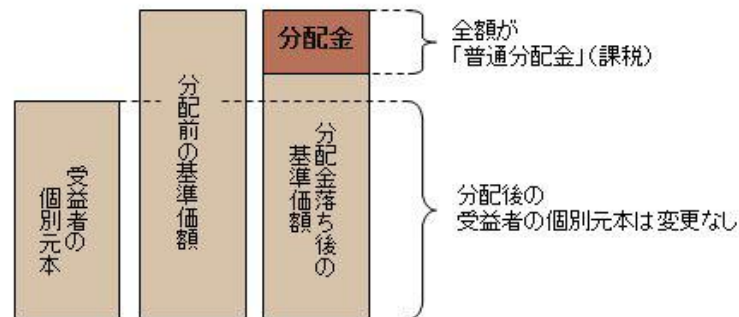 受益者の
個別元本
分配前の基準価額
分配金
分配金落ち後の
基準価額
全額が
「普通分配金」(課税)
分配後の
受益者の個別元本は変更なし